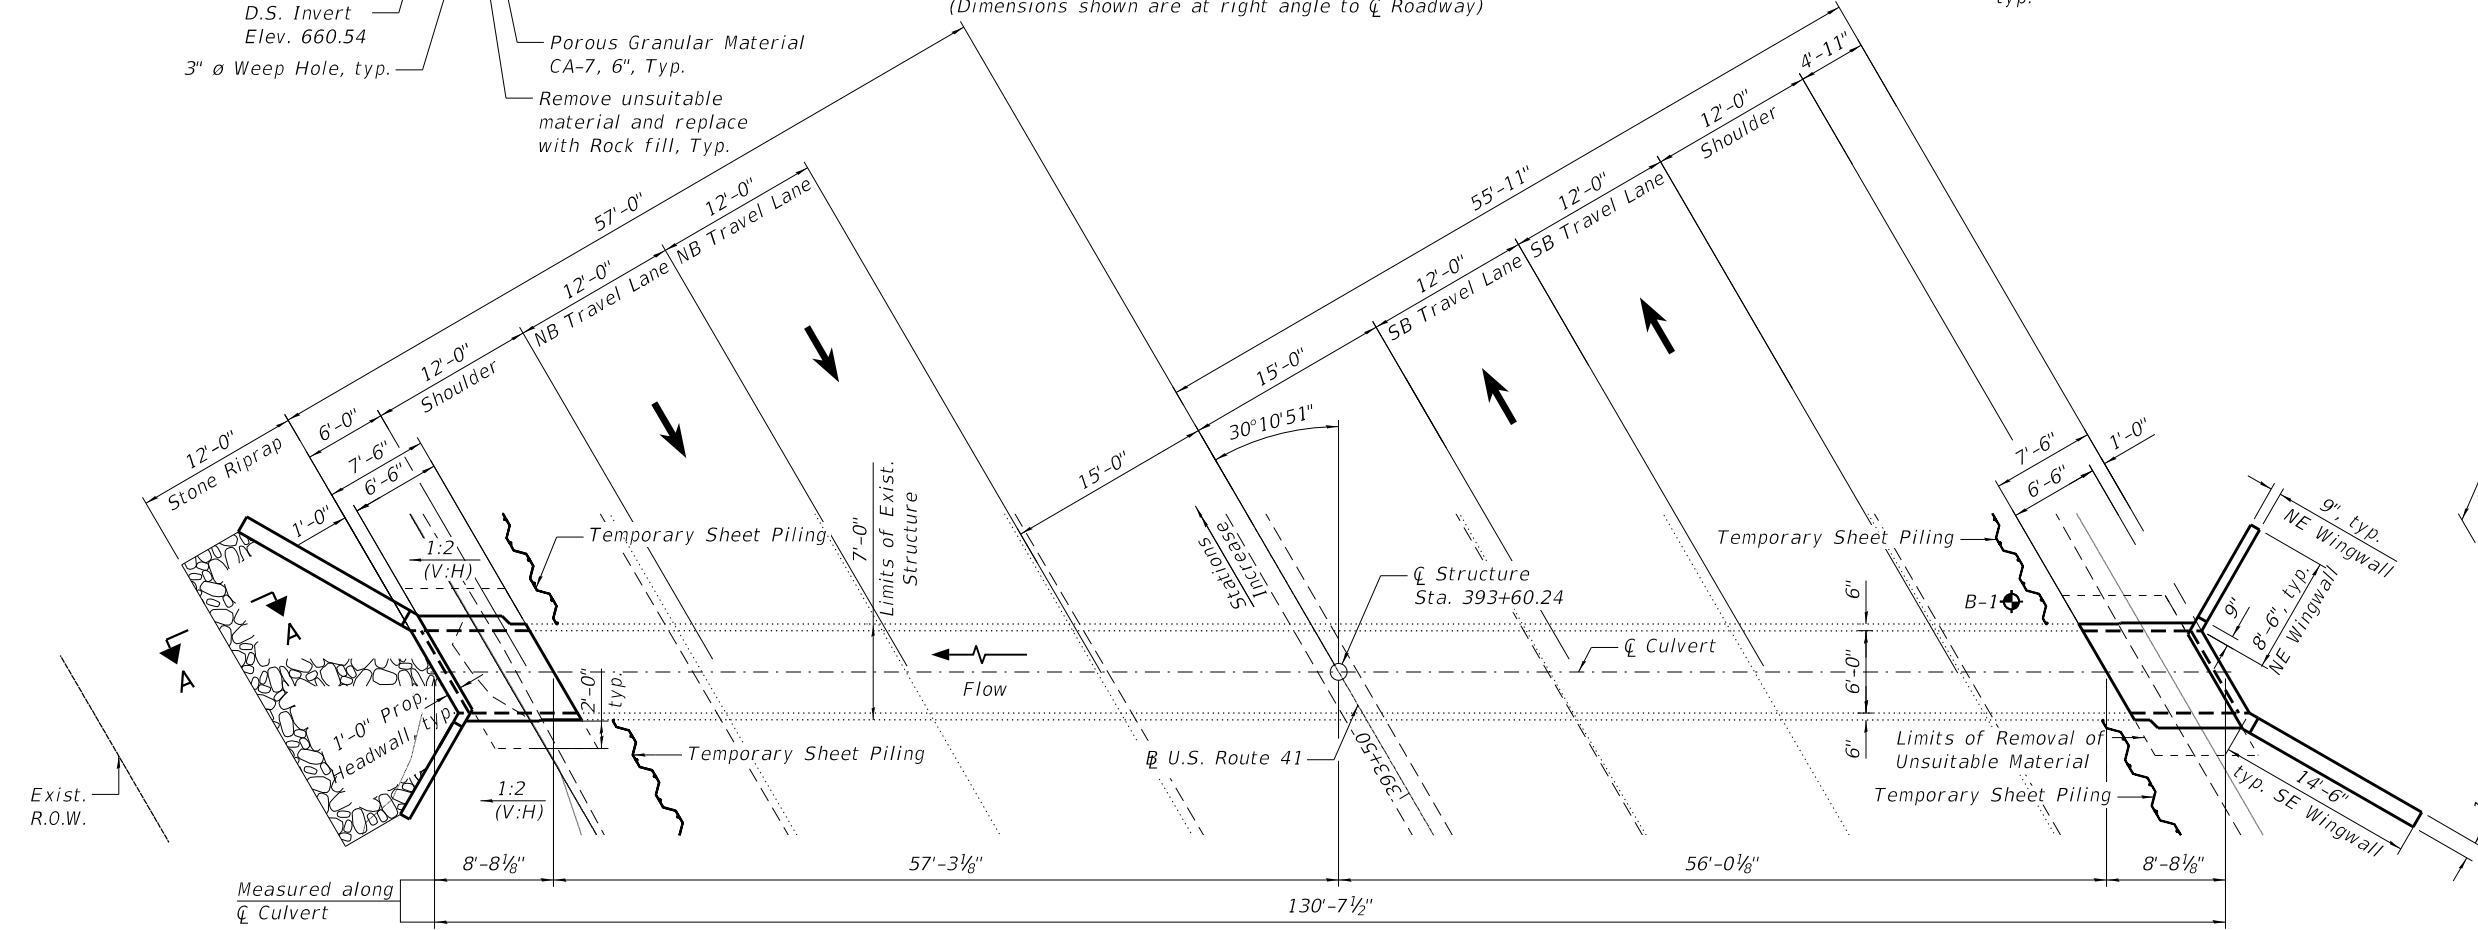 D.S. Invert
Elev. 660.54
3" ø Weep Hole, typ.
Porous Granular Material
CA-7, 6", Typ.
Remove unsuitable
material and replace
with Rock fill, Typ.
(Dimensions shown are at right angle to ℄ Roadway)
typ.
57'-0"
12'-0"
NB Travel Lane
12'-0"
NB Travel Lane
12'-0"
Shoulder
6'-0"
7'-6"
6'-6"
12'-0"
Stone Riprap
1'-0"
1:2
(V:H)
Temporary Sheet Piling
7'-0"
Limits of Exist.
Structure
15'-0"
15'-0"
30°10'51"
55'-11"
12'-0"
SB Travel Lane
12'-0"
SB Travel Lane
12'-0"
Shoulder
4'-11"
Stations
Increase
℄ Structure
Sta. 393+60.24
℄ Culvert
Flow
A
A
1'-0" Prop.
Headwall, typ.
2'-0"
typ.
Temporary Sheet Piling
1:2
(V:H)
Exist.
R.O.W.
B̲L U.S. Route 41
393+50
Temporary Sheet Piling
B-1
6"
6'-0"
6"
7'-6"
6'-6"
1'-0"
9", typ.
NE Wingwall
9"
8'-6", typ.
NE Wingwall
Limits of Removal of
Unsuitable Material
Temporary Sheet Piling
14'-6"
typ. SE Wingwall
8'-8⅛"
57'-3⅛"
56'-0⅛"
8'-8⅛"
Measured along
℄ Culvert
130'-7½"